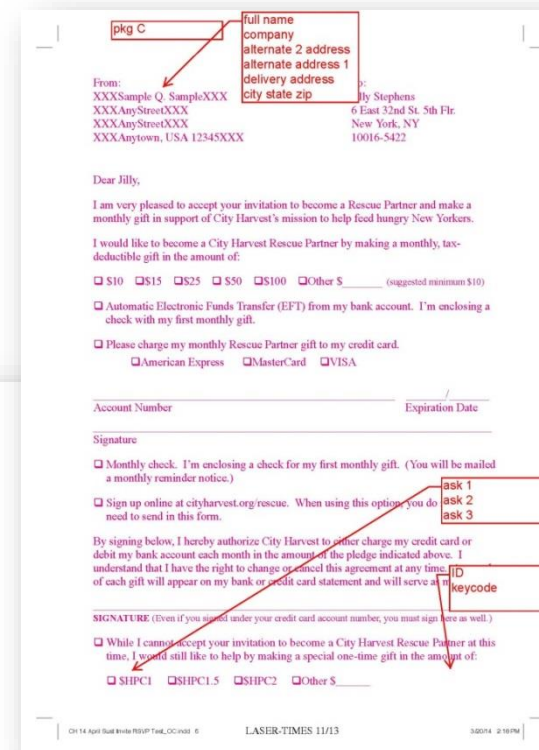 pkg C
full name
company
alternate 2 address
alternate address 1
delivery address
city state zip
From:
XXXSample Q. SampleXXX
XXXAnyStreetXXX
XXXAnyStreetXXX
XXXAnytown, USA 12345XXX
lly Stephens
6 East 32nd St. 5th Flr.
New York, NY
10016-5422
Dear Jilly,
I am very pleased to accept your invitation to become a Rescue Partner and make a
monthly gift in support of City Harvest's mission to help feed hungry New Yorkers.
I would like to become a City Harvest Rescue Partner by making a monthly, tax-
deductible gift in the amount of:
❑ $10 ❑$15 ❑$25 ❑ $50 ❑$100 ❑Other $_______ (suggested minimum $10)
❑ Automatic Electronic Funds Transfer (EFT) from my bank account. I'm enclosing a
check with my first monthly gift.
❑ Please charge my monthly Rescue Partner gift to my credit card.
❑American Express ❑MasterCard ❑VISA
Account Number Expiration Date
Signature
❑ Monthly check. I'm enclosing a check for my first monthly gift. (You will be mailed
a monthly reminder notice.)
❑ Sign up online at cityharvest.org/rescue. When using this option, you do
need to send in this form.
ask 1
ask 2
ask 3
By signing below, I hereby authorize City Harvest to either charge my credit card or
debit my bank account each month in the amount of the pledge indicated above. I
understand that I have the right to change or cancel this agreement at any time.
of each gift will appear on my bank or credit card statement and will serve as
ID
keycode
SIGNATURE (Even if you signed under your credit card account number, you must sign here as well.)
❑ While I cannot accept your invitation to become a City Harvest Rescue Partner at this
time, I would still like to help by making a special one-time gift in the amount of:
❑ $HPC1 ❑$HPC1.5 ❑$HPC2 ❑Other $______
CH 14 April Sust Invite RSVP Test_OC.indd 6 LASER-TIMES 11/13 3/20/14 2:19 PM